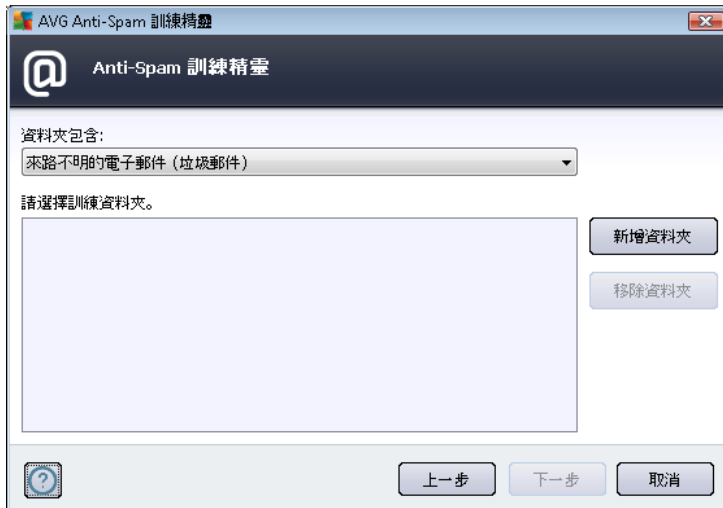 AVG Anti-Spam 訓練精靈
Anti-Spam 訓練精靈
資料夾包含:
來路不明的電子郵件 (垃圾郵件)
請選擇訓練資料夾。
新增資料夾
移除資料夾
上一步
下一步
取消